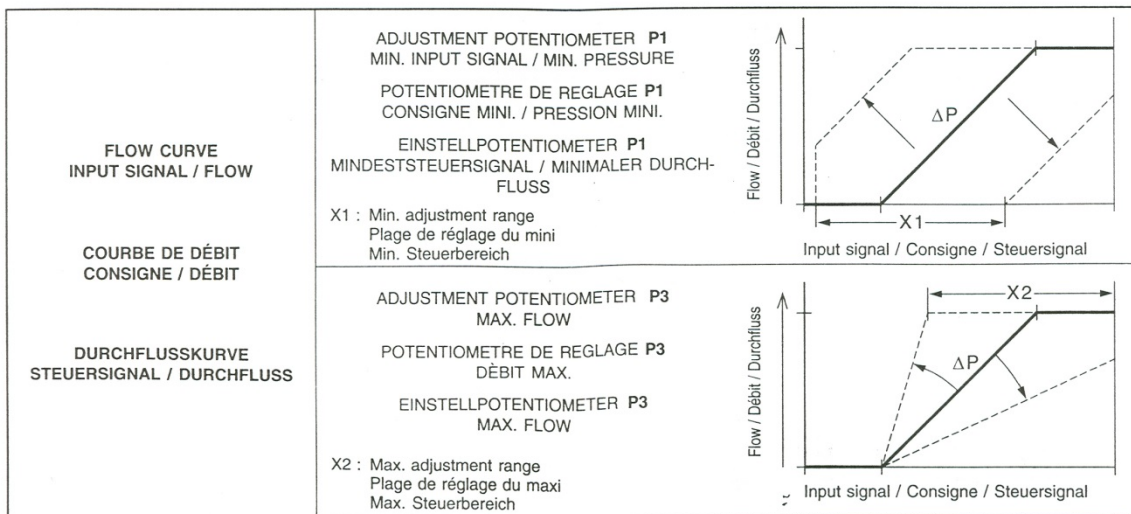 FLOW CURVE
INPUT SIGNAL / FLOW
COURBE DE DÉBIT
CONSIGNE / DÉBIT
DURCHFLUSSKURVE
STEUERSIGNAL / DURCHFLUSS
ADJUSTMENT POTENTIOMETER P1
MIN. INPUT SIGNAL / MIN. PRESSURE
POTENTIOMETRE DE REGLAGE P1
CONSIGNE MINI. / PRESSION MINI.
EINSTELLPOTENTIOMETER P1
MINDESTSTEUERSIGNAL / MINIMALER DURCH-
FLUSS
X1 : Min. adjustment range
Plage de réglage du mini
Min. Steuerbereich
Flow / Débit / Durchfluss
ΔP
X1
Input signal / Consigne / Steuersignal
ADJUSTMENT POTENTIOMETER P3
MAX. FLOW
POTENTIOMETRE DE REGLAGE P3
DÈBIT MAX.
EINSTELLPOTENTIOMETER P3
MAX. FLOW
X2 : Max. adjustment range
Plage de réglage du maxi
Max. Steuerbereich
Flow / Débit / Durchfluss
X2
ΔP
Input signal / Consigne / Steuersignal